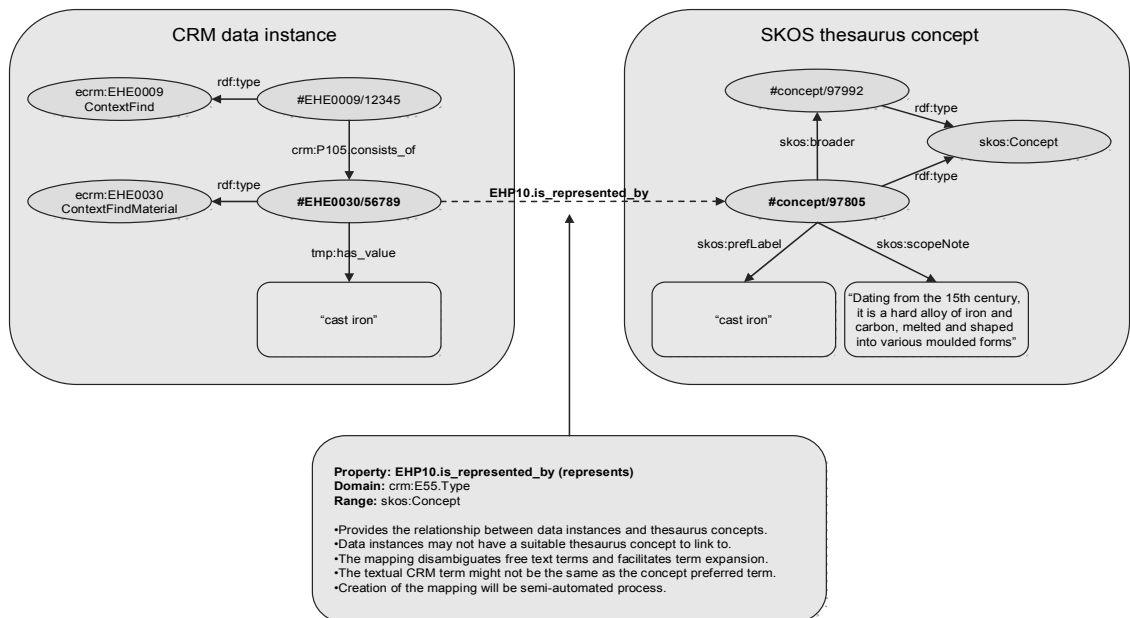 CRM data instance
ecrm:EHE0009
ContextFind
rdf:type
#EHE0009/12345
crm:P105.consists_of
ecrm:EHE0030
ContextFindMaterial
rdf:type
#EHE0030/56789
tmp:has_value
“cast iron”
EHP10.is_represented_by
SKOS thesaurus concept
#concept/97992
rdf:type
skos:broader
skos:Concept
rdf:type
#concept/97805
skos:prefLabel
skos:scopeNote
“cast iron”
“Dating from the 15th century,
it is a hard alloy of iron and
carbon, melted and shaped
into various moulded forms”
Property: EHP10.is_represented_by (represents)
Domain: crm:E55.Type
Range: skos:Concept
•Provides the relationship between data instances and thesaurus concepts.
•Data instances may not have a suitable thesaurus concept to link to.
•The mapping disambiguates free text terms and facilitates term expansion.
•The textual CRM term might not be the same as the concept preferred term.
•Creation of the mapping will be semi-automated process.